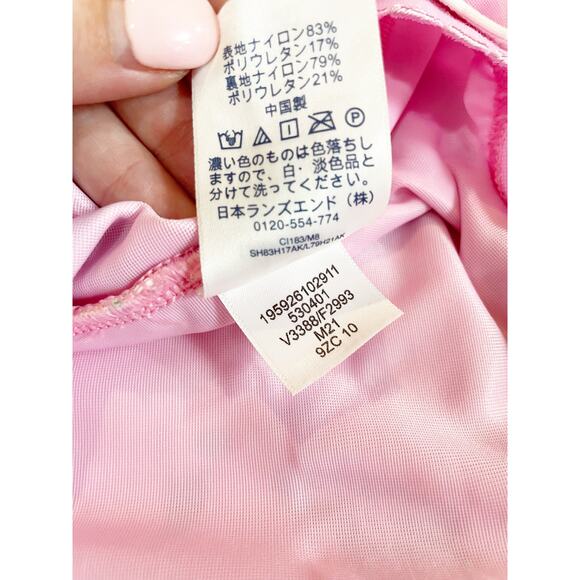 表地ナイロン83%
ポリウレタン17%
裏地ナイロン79%
ポリウレタン21%
中国製
P
濃い色のものは色落ちし
ますので、白・淡色品と
分けて洗ってください。
日本ランズエンド（株）
0120-554-774
CI183/M8
SH83H17AK/L79H21AK
195926102911
530401
V3388/F2993
M21
9ZC 10